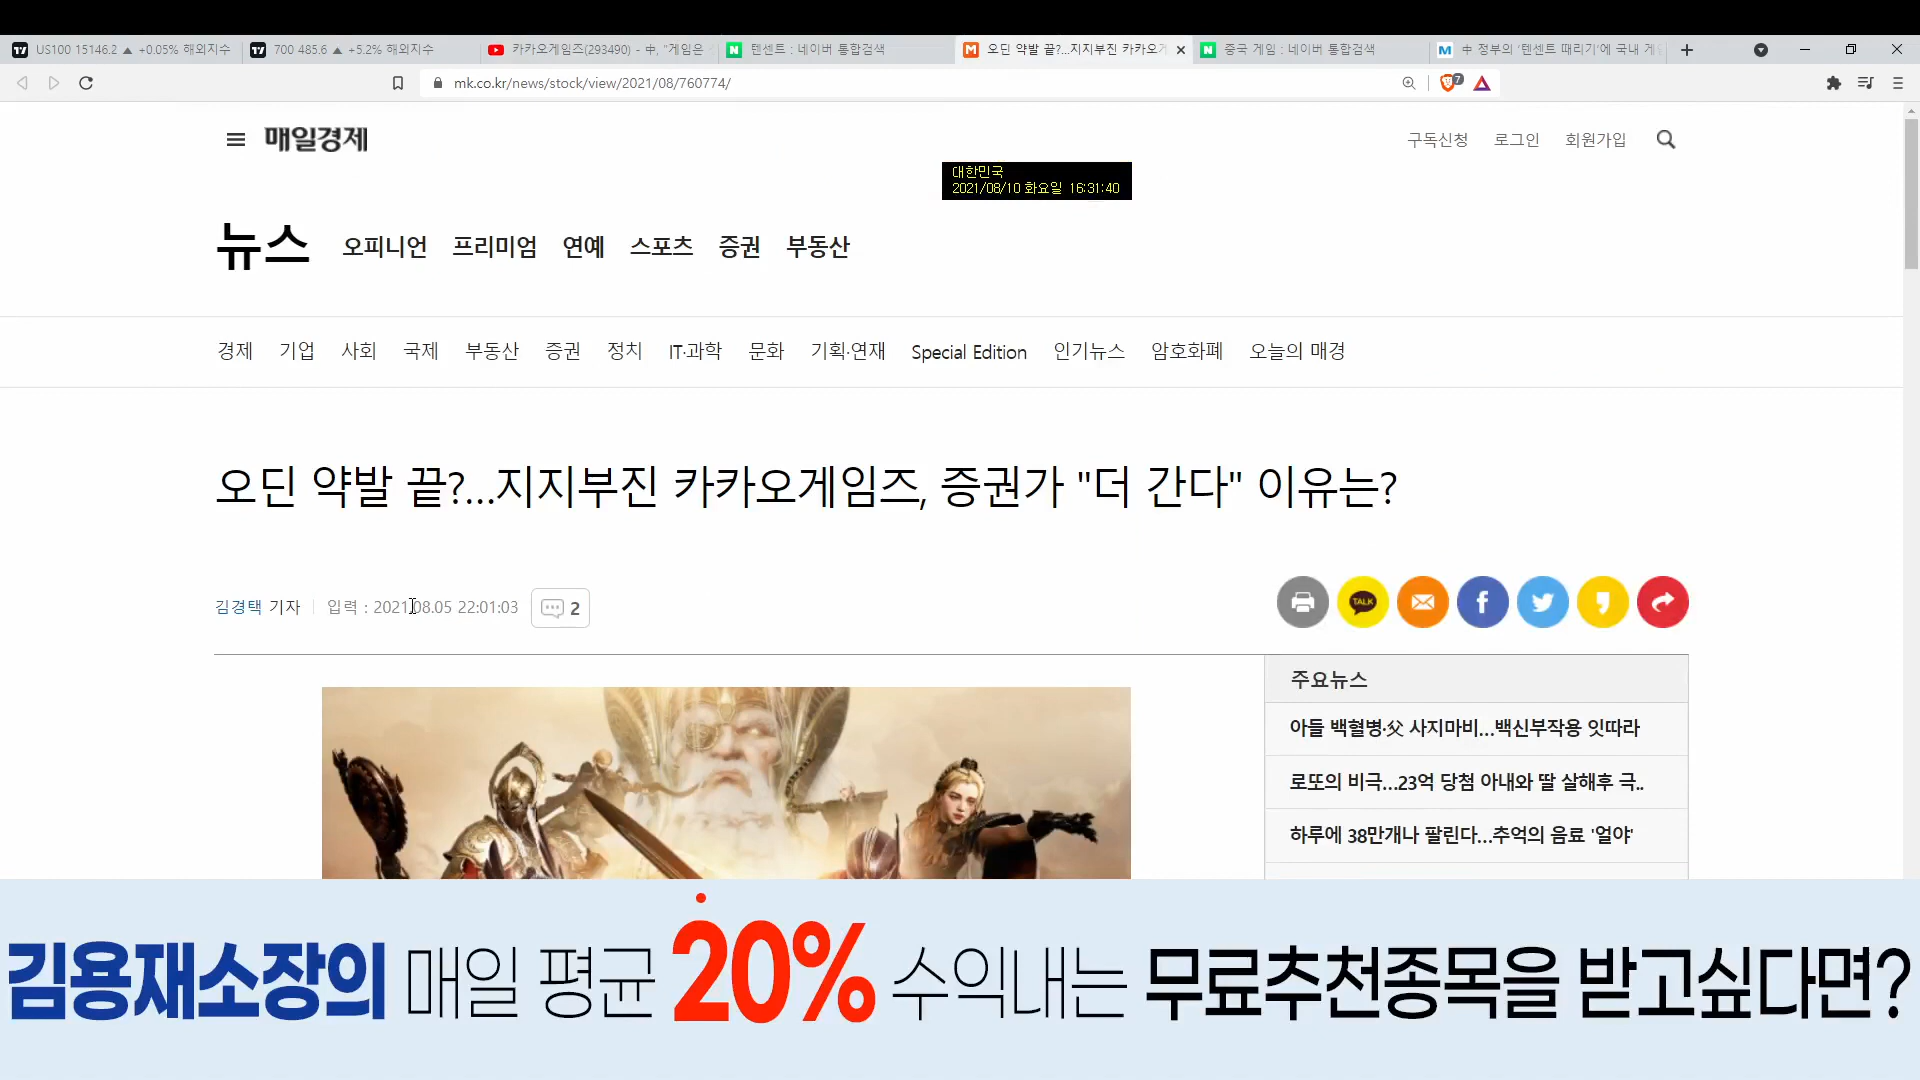 US100 15146.2 ▲ +0.05% 해외지수
700 485.6 ▲ +5.2% 해외지수
카카오게임즈(293490) - 中, "게임은
텐센트 : 네이버 통합검색
오딘 약발 끝?...지지부진 카카오게
중국 게임 : 네이버 통합검색
中 정부의 '텐센트 때리기'에 국내 게
mk.co.kr/news/stock/view/2021/08/760774/
7
매일경제
구독신청 로그인 회원가입
대한민국
2021/08/10 화요일 16:31:40
뉴스 오피니언 프리미엄 연예 스포츠 증권 부동산
경제 기업 사회 국제 부동산 증권 정치 IT·과학 문화 기획·연재 Special Edition 인기뉴스 암호화폐 오늘의 매경
오딘 약발 끝?...지지부진 카카오게임즈, 증권가 "더 간다" 이유는?
김경택 기자 입력 : 2021.08.05 22:01:03 2
TALK
주요뉴스
아들 백혈병·父 사지마비...백신부작용 잇따라
로또의 비극...23억 당첨 아내와 딸 살해후 극..
하루에 38만개나 팔린다...추억의 음료 '얼야'
김용재소장의 매일 평균 20% 수익내는 무료추천종목을 받고싶다면?